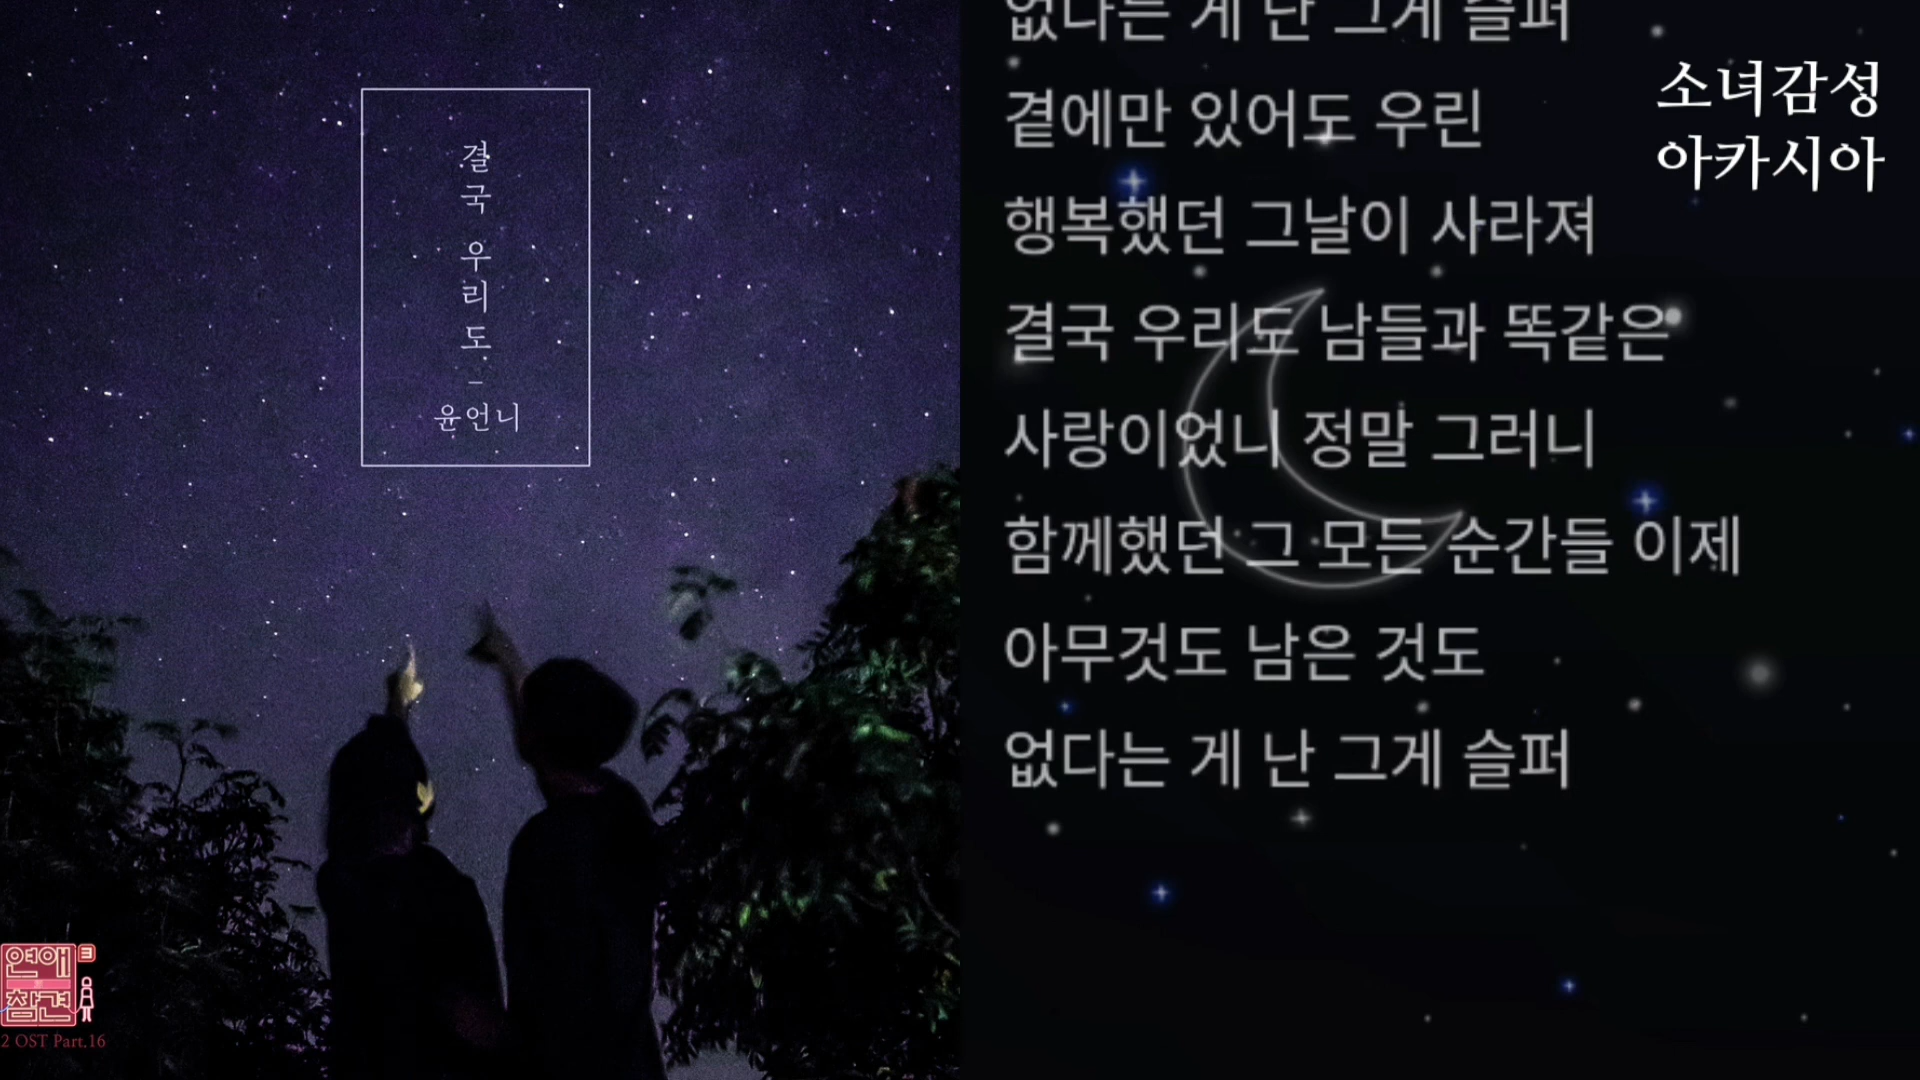 결국 우리도
–
윤언니
연애
참견
2 OST Part.16
없다는 게 난 그게 슬퍼
곁에만 있어도 우린
행복했던 그날이 사라져
결국 우리도 남들과 똑같은
사랑이었니 정말 그러니
함께했던 그 모든 순간들 이제
아무것도 남은 것도
없다는 게 난 그게 슬퍼
소녀감성
아카시아